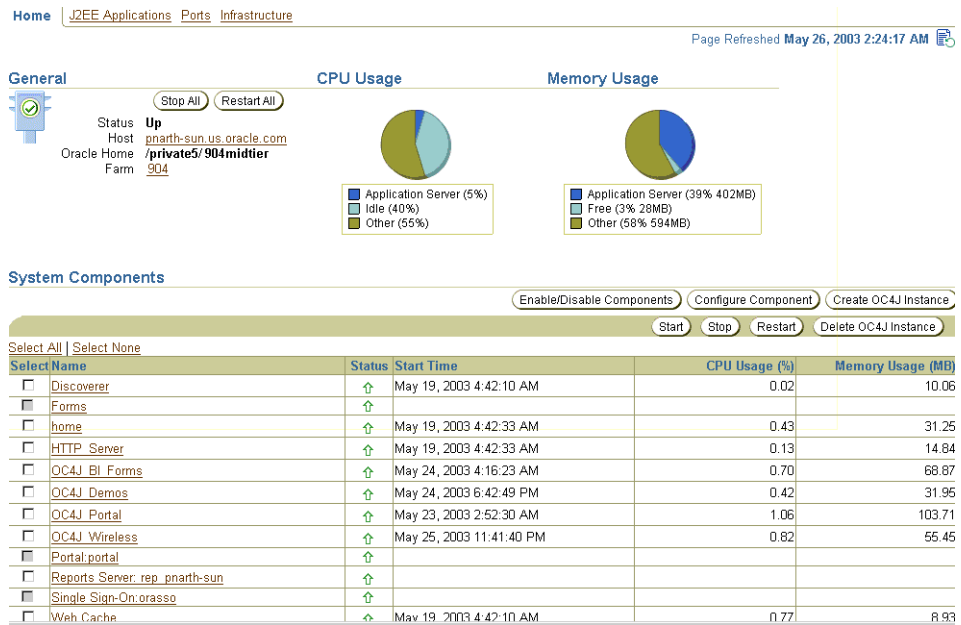 Home J2EE Applications Ports Infrastructure
Page Refreshed May 26, 2003 2:24:17 AM
General
Stop All Restart All
Status Up
Host pnarth-sun.us.oracle.com
Oracle Home /private5/904midtier
Farm 904
CPU Usage
Application Server (5%)
Idle (40%)
Other (55%)
Memory Usage
Application Server (39% 402MB)
Free (3% 28MB)
Other (58% 594MB)
System Components
Enable/Disable Components Configure Component Create OC4J Instance
Start Stop Restart Delete OC4J Instance
Select All | Select None
Select Name Status Start Time CPU Usage (%) Memory Usage (MB)
Discoverer May 19, 2003 4:42:10 AM 0.02 10.06
Forms
home May 19, 2003 4:42:33 AM 0.43 31.25
HTTP_Server May 19, 2003 4:42:33 AM 0.13 14.84
OC4J_BI_Forms May 24, 2003 4:16:23 AM 0.70 68.87
OC4J_Demos May 24, 2003 6:42:49 PM 0.42 31.95
OC4J_Portal May 23, 2003 2:52:30 AM 1.06 103.71
OC4J_Wireless May 25, 2003 11:41:40 PM 0.82 55.45
Portal:portal
Reports Server: rep_pnarth-sun
Single Sign-On:orasso
Web Cache May 19, 2003 4:42:10 AM 0.77 8.93